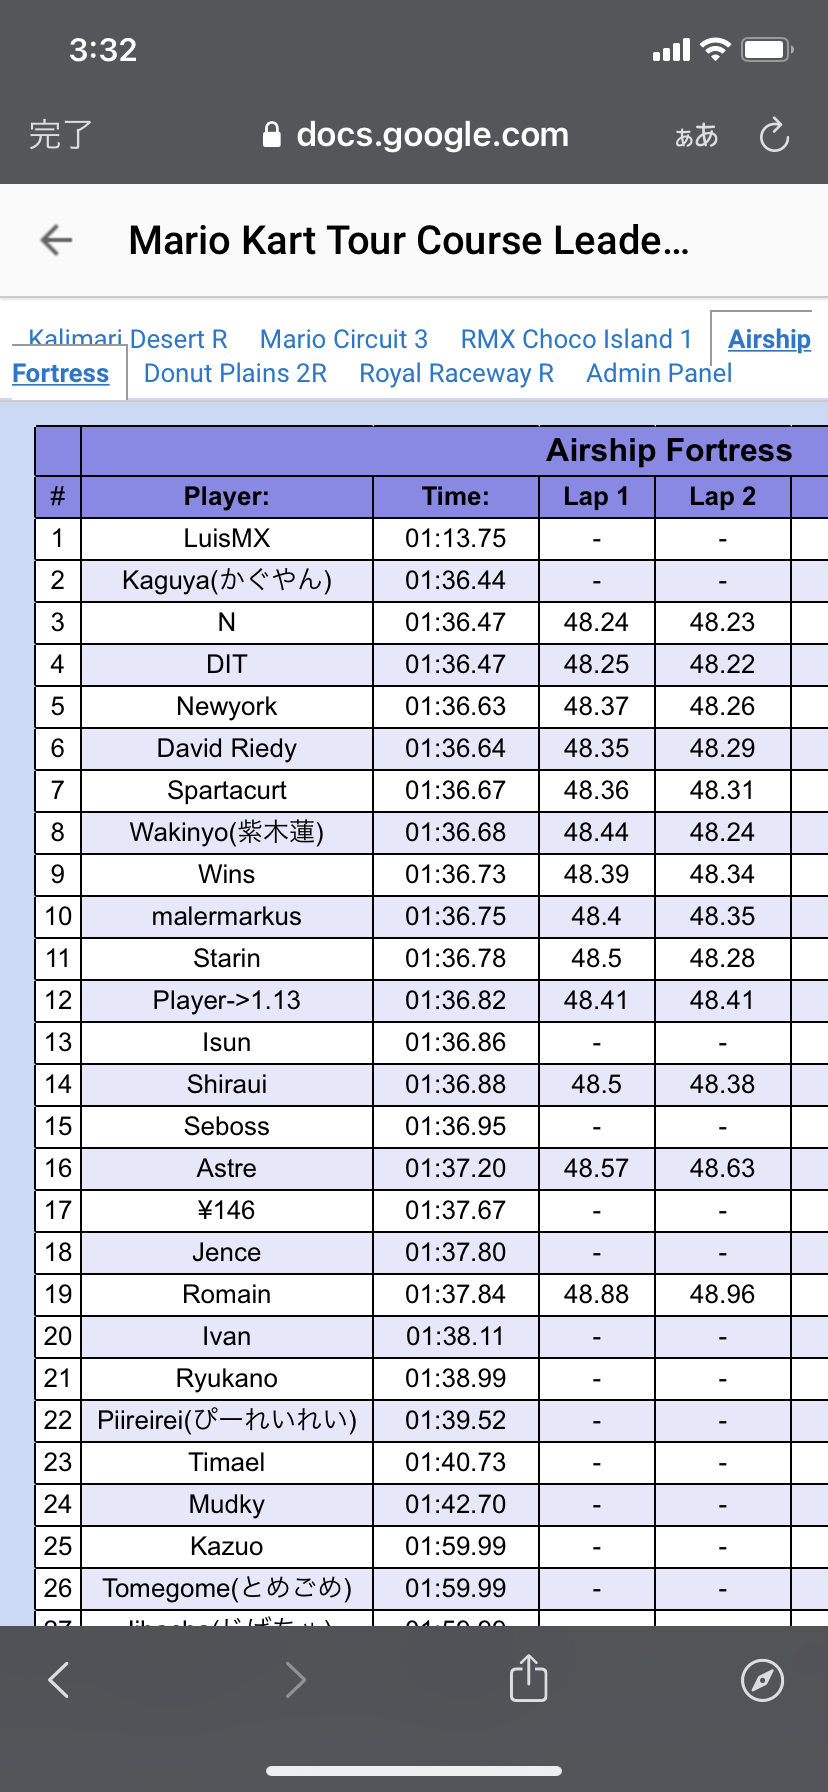 3:32
完了 docs.google.com ぁあ
Mario Kart Tour Course Leade...
Kalimari Desert R Mario Circuit 3 RMX Choco Island 1 Airship
Fortress Donut Plains 2R Royal Raceway R Admin Panel
Airship Fortress
# Player: Time: Lap 1 Lap 2
1 LuisMX 01:13.75 - -
2 Kaguya(かぐやん) 01:36.44 - -
3 N 01:36.47 48.24 48.23
4 DIT 01:36.47 48.25 48.22
5 Newyork 01:36.63 48.37 48.26
6 David Riedy 01:36.64 48.35 48.29
7 Spartacurt 01:36.67 48.36 48.31
8 Wakinyo(紫木蓮) 01:36.68 48.44 48.24
9 Wins 01:36.73 48.39 48.34
10 malermarkus 01:36.75 48.4 48.35
11 Starin 01:36.78 48.5 48.28
12 Player->1.13 01:36.82 48.41 48.41
13 Isun 01:36.86 - -
14 Shiraui 01:36.88 48.5 48.38
15 Seboss 01:36.95 - -
16 Astre 01:37.20 48.57 48.63
17 ¥146 01:37.67 - -
18 Jence 01:37.80 - -
19 Romain 01:37.84 48.88 48.96
20 Ivan 01:38.11 - -
21 Ryukano 01:38.99 - -
22 Piireirei(ぴーれいれい) 01:39.52 - -
23 Timael 01:40.73 - -
24 Mudky 01:42.70 - -
25 Kazuo 01:59.99 - -
26 Tomegome(とめごめ) 01:59.99 - -